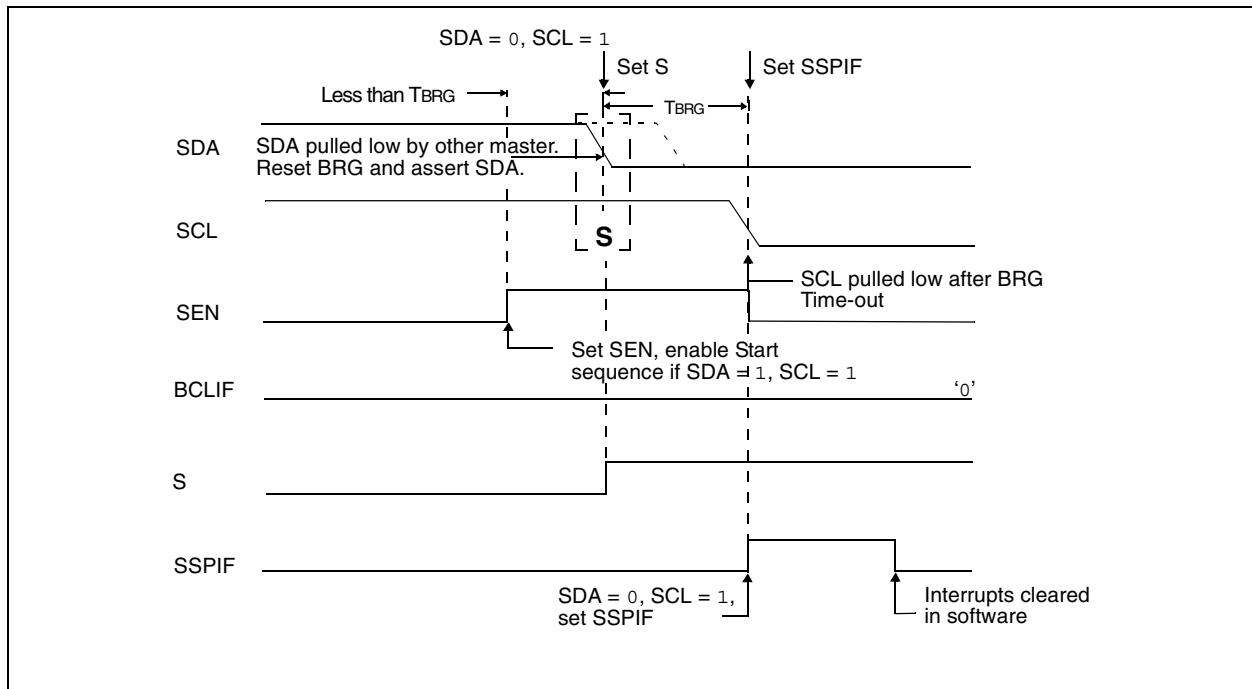 SDA = 0, SCL = 1
Set S
Set SSPIF
Less than TBRG
TBRG
SDA
SDA pulled low by other master.
Reset BRG and assert SDA.
SCL
S
SCL pulled low after BRG
Time-out
SEN
Set SEN, enable Start
sequence if SDA = 1, SCL = 1
BCLIF
‘0’
S
SSPIF
SDA = 0, SCL = 1,
set SSPIF
Interrupts cleared
in software